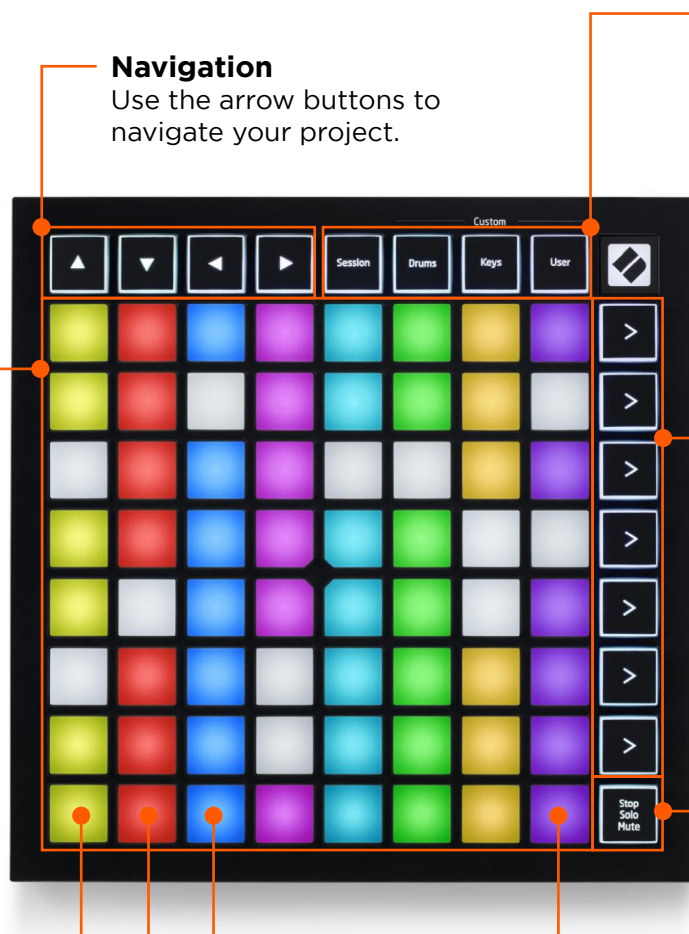 Navigation
Use the arrow buttons to
navigate your project.
Custom
Session
Drums
Keys
User
Stop
Solo
Mute